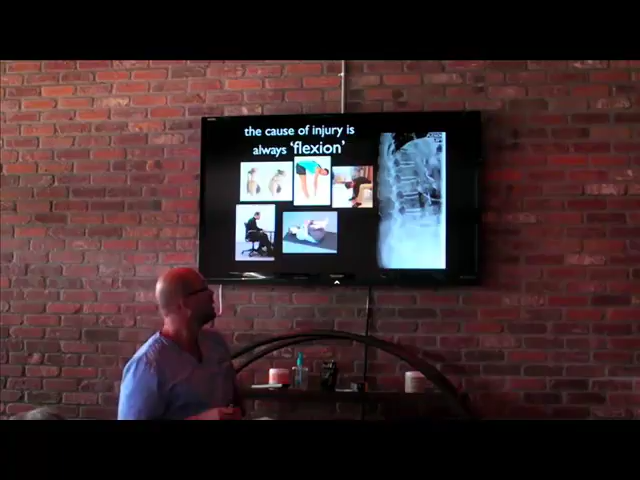 the cause of injury is
always 'flexion'